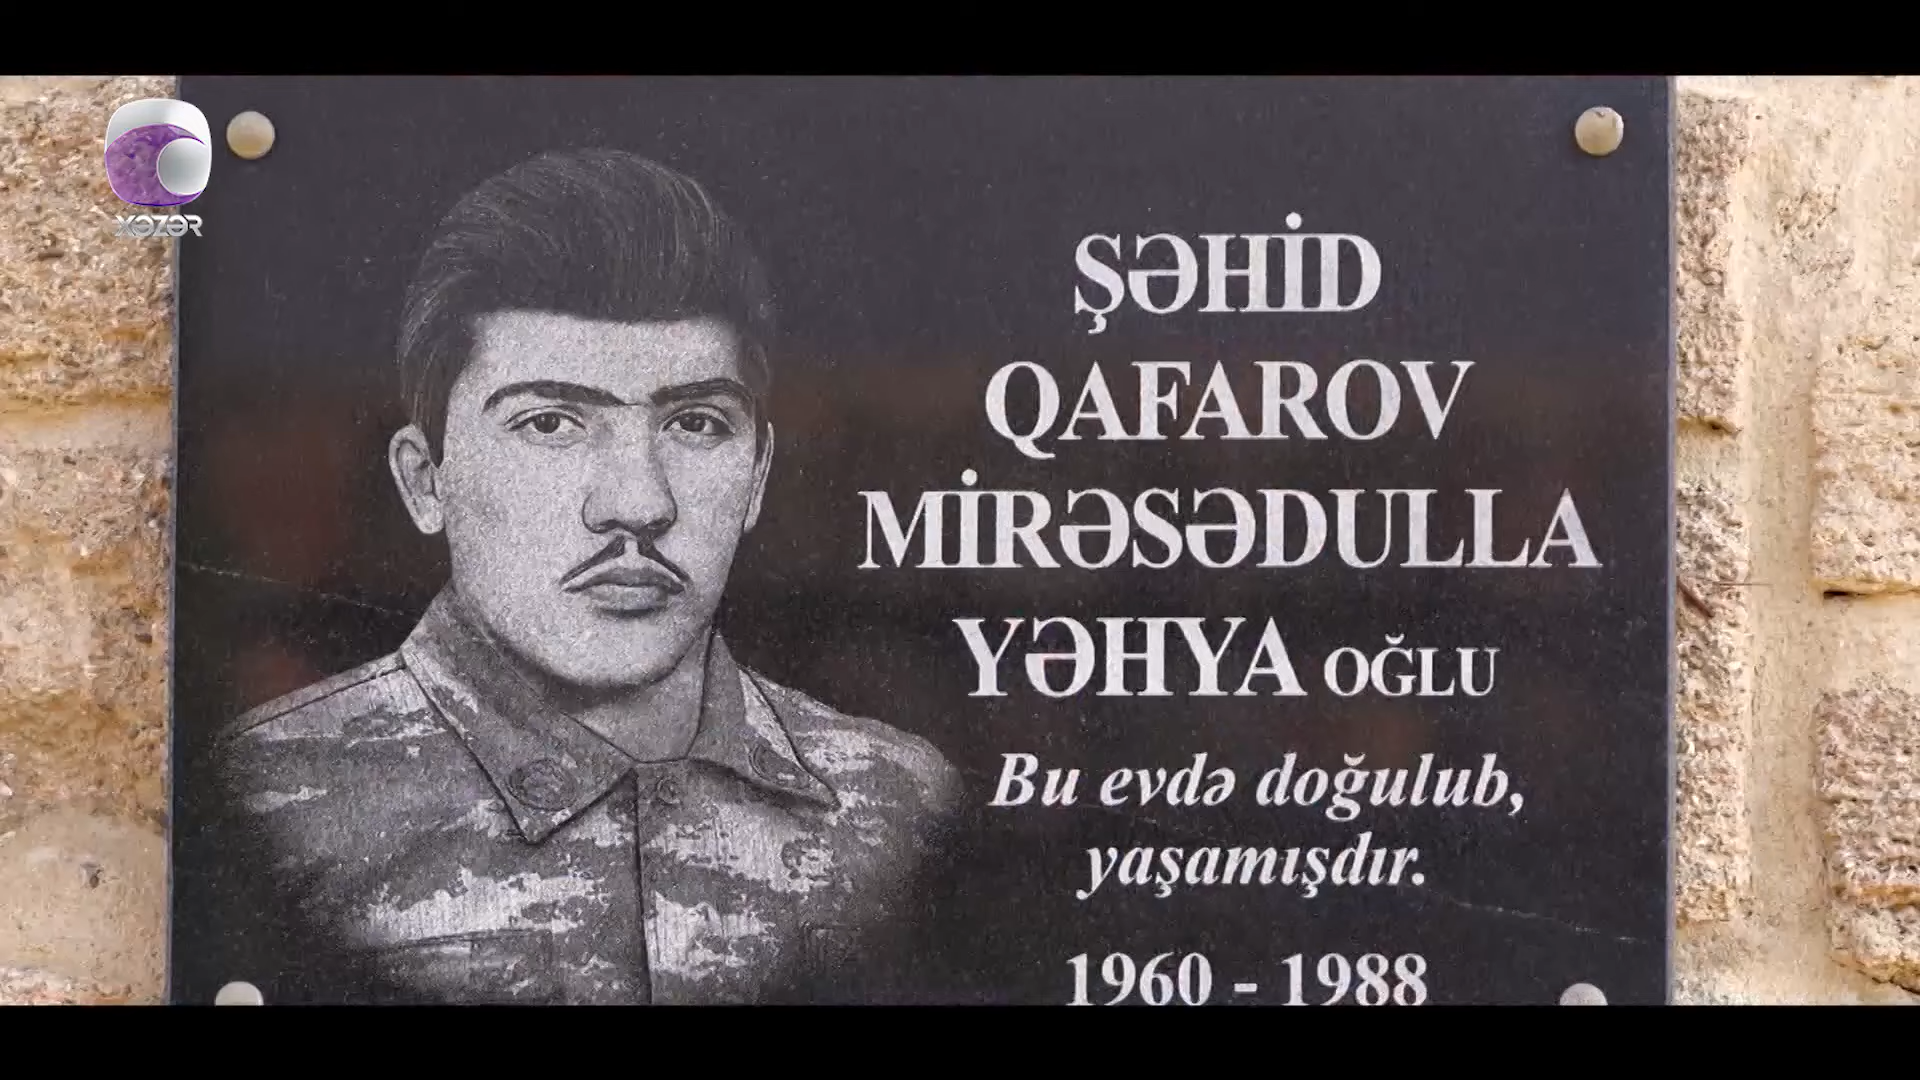 XəZəR
ŞƏHİD
QAFAROV
MİRƏSƏDULLA
YƏHYA OĞLU
Bu evdə doğulub,
yaşamışdır.
1960 - 1988